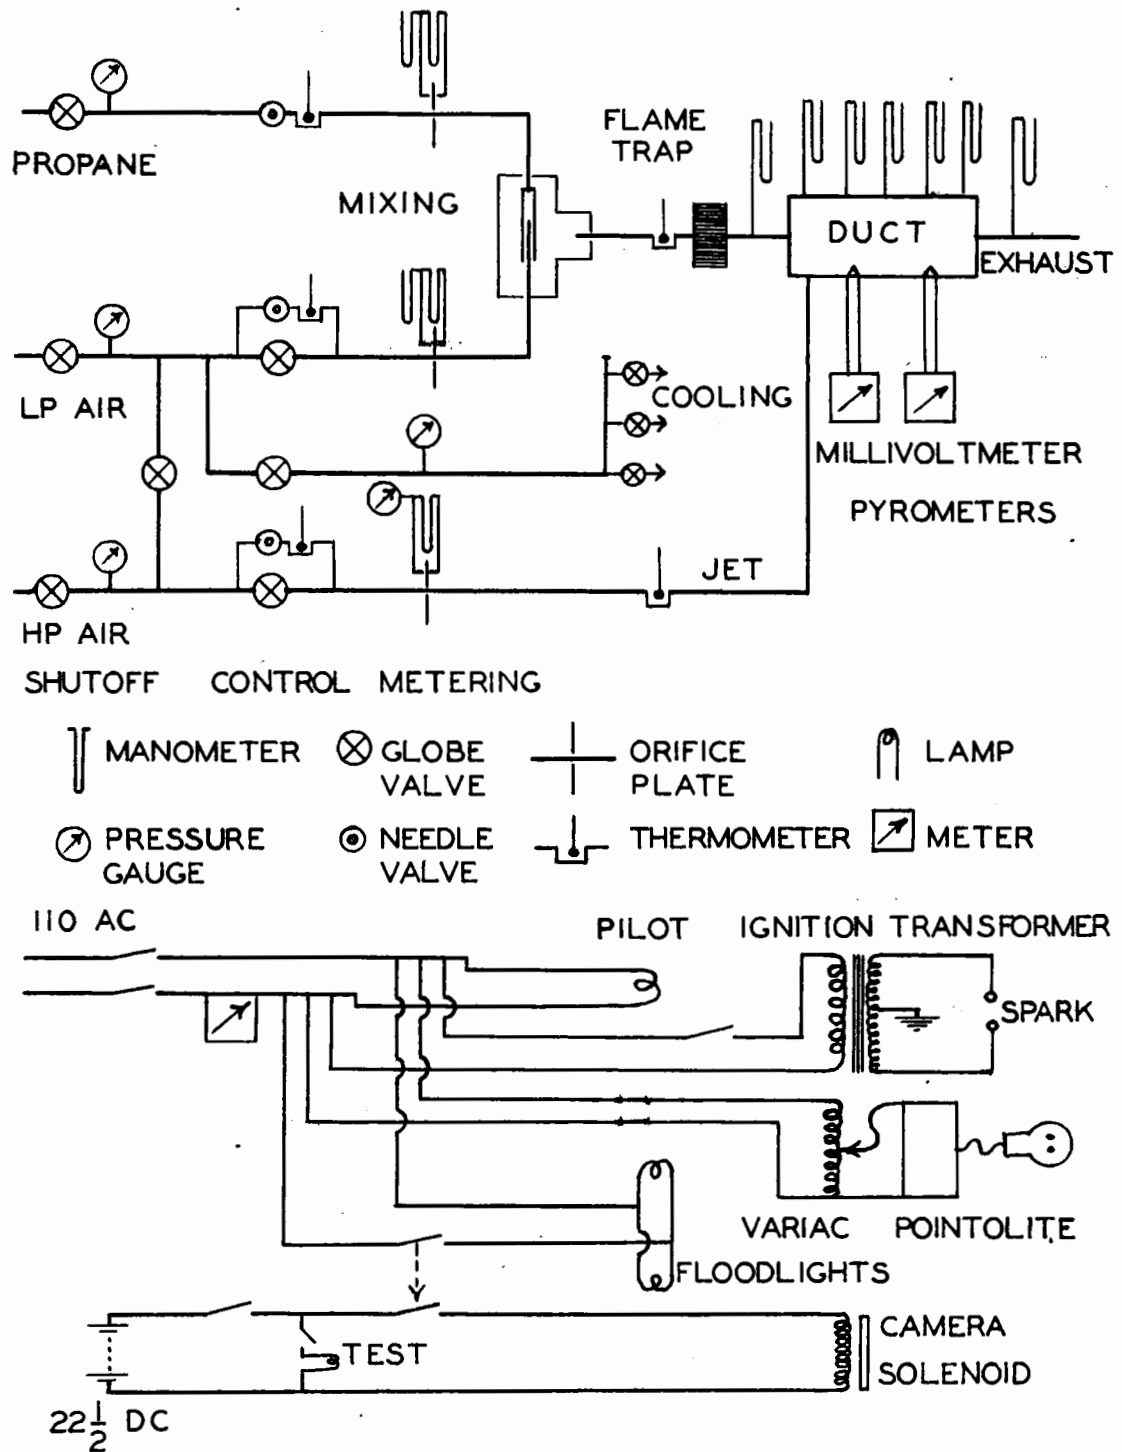 PROPANE
FLAME
TRAP
MIXING
DUCT
EXHAUST
LP AIR
COOLING
MILLIVOLTMETER
PYROMETERS
JET
HP AIR
SHUTOFF CONTROL METERING
MANOMETER
GLOBE
VALVE
ORIFICE
PLATE
LAMP
PRESSURE
GAUGE
NEEDLE
VALVE
THERMOMETER
METER
110 AC
PILOT
IGNITION TRANSFORMER
SPARK
VARIAC
POINTOLITE
FLOODLIGHTS
TEST
CAMERA
SOLENOID
22 1/2 DC